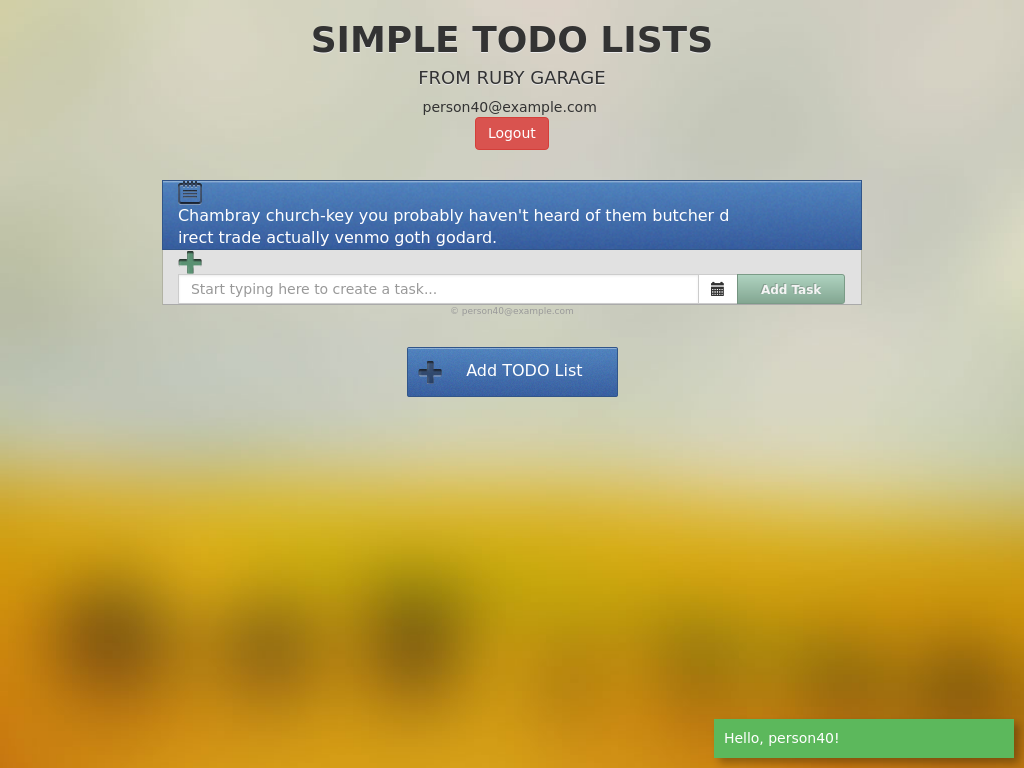 SIMPLE TODO LISTS
FROM RUBY GARAGE
person40@example.com
Logout
Chambray church-key you probably haven't heard of them butcher d
irect trade actually venmo goth godard.
Start typing here to create a task...
Add Task
© person40@example.com
Add TODO List
Hello, person40!